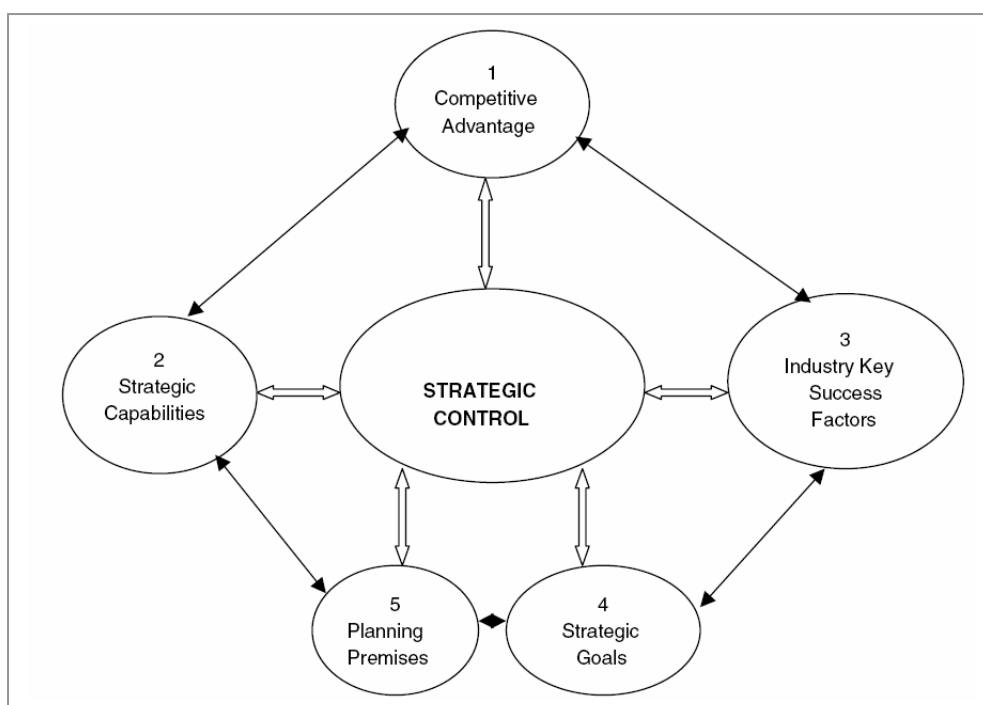 1
Competitive
Advantage
2
Strategic
Capabilities
STRATEGIC
CONTROL
3
Industry Key
Success
Factors
5
Planning
Premises
4
Strategic
Goals